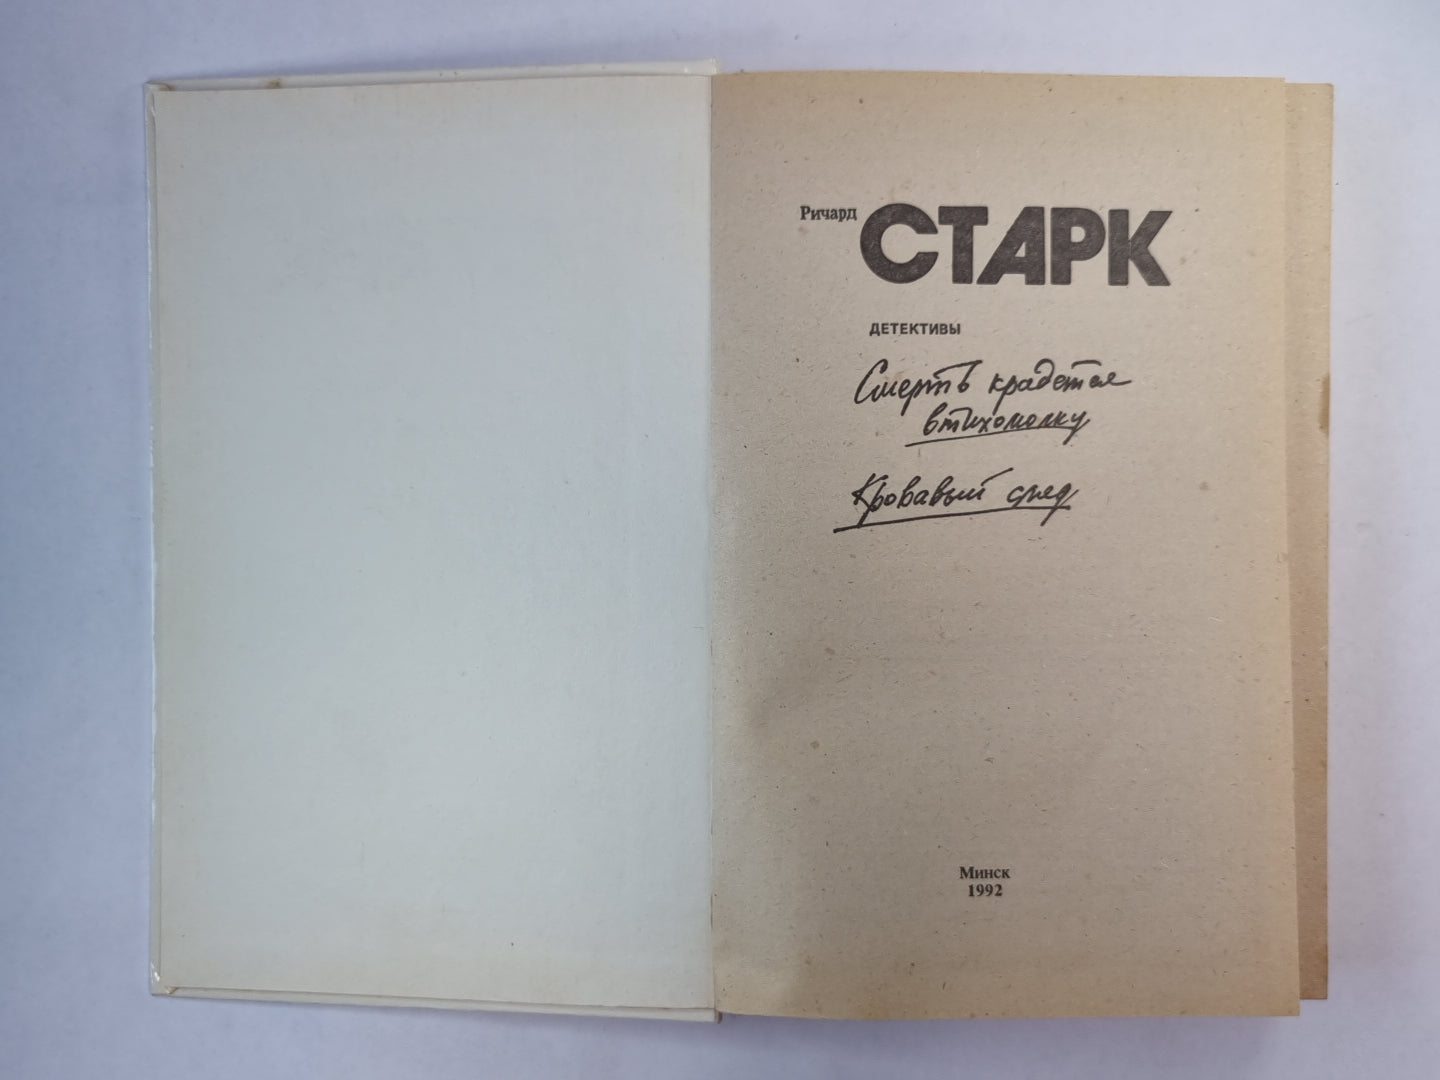 Ричард СТАРК
ДЕТЕКТИВЫ
Смерть крадется
втихомолку
Кровавый след
Минск
1992